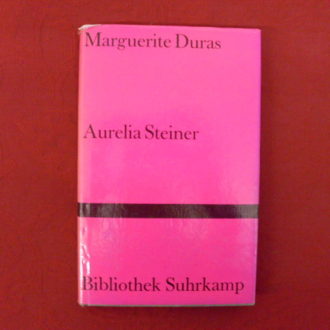 Marguerite Duras
Aurelia Steiner
Bibliothek Suhrkamp